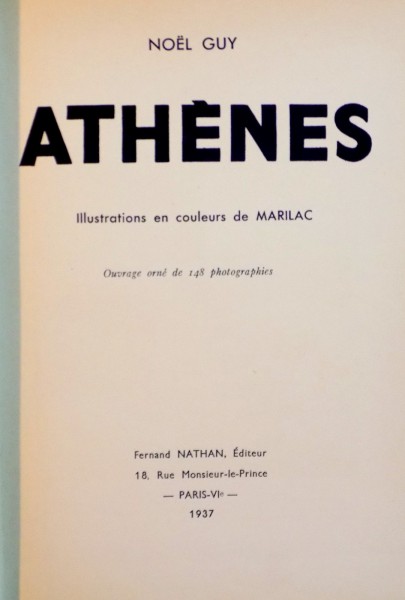 NOËL GUY
ATHÈNES
Illustrations en couleurs de MARILAC
Ouvrage orné de 148 photographies
Fernand NATHAN, Éditeur
18, Rue Monsieur-le-Prince
— PARIS-VIe —
1937